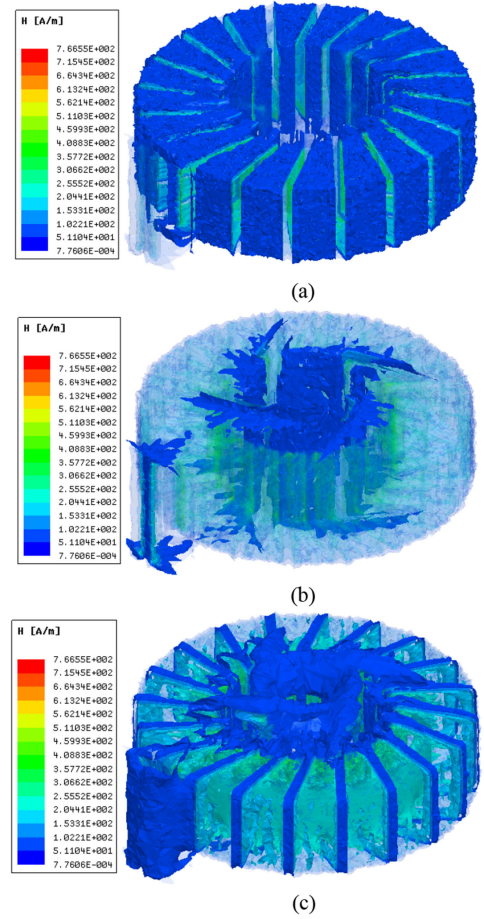 H [A/m]
7.6655E+002
7.1545E+002
6.6434E+002
6.1324E+002
5.6214E+002
5.1103E+002
4.5993E+002
4.0883E+002
3.5772E+002
3.0662E+002
2.5552E+002
2.0441E+002
1.5331E+002
1.0221E+002
5.1104E+001
7.7606E-004
(a)
H [A/m]
7.6655E+002
7.1545E+002
6.6434E+002
6.1324E+002
5.6214E+002
5.1103E+002
4.5993E+002
4.0883E+002
3.5772E+002
3.0662E+002
2.5552E+002
2.0441E+002
1.5331E+002
1.0221E+002
5.1104E+001
7.7606E-004
(b)
H [A/m]
7.6655E+002
7.1545E+002
6.6434E+002
6.1324E+002
5.6214E+002
5.1103E+002
4.5993E+002
4.0883E+002
3.5772E+002
3.0662E+002
2.5552E+002
2.0441E+002
1.5331E+002
1.0221E+002
5.1104E+001
7.7606E-004
(c)